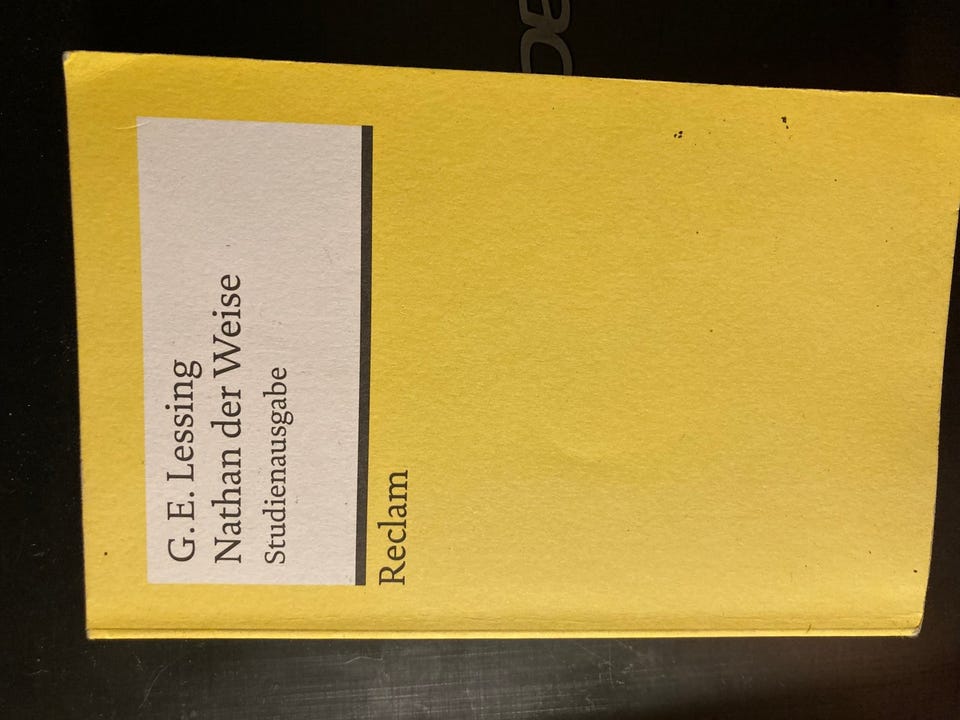 G. E. Lessing
Nathan der Weise
Studienausgabe
Reclam